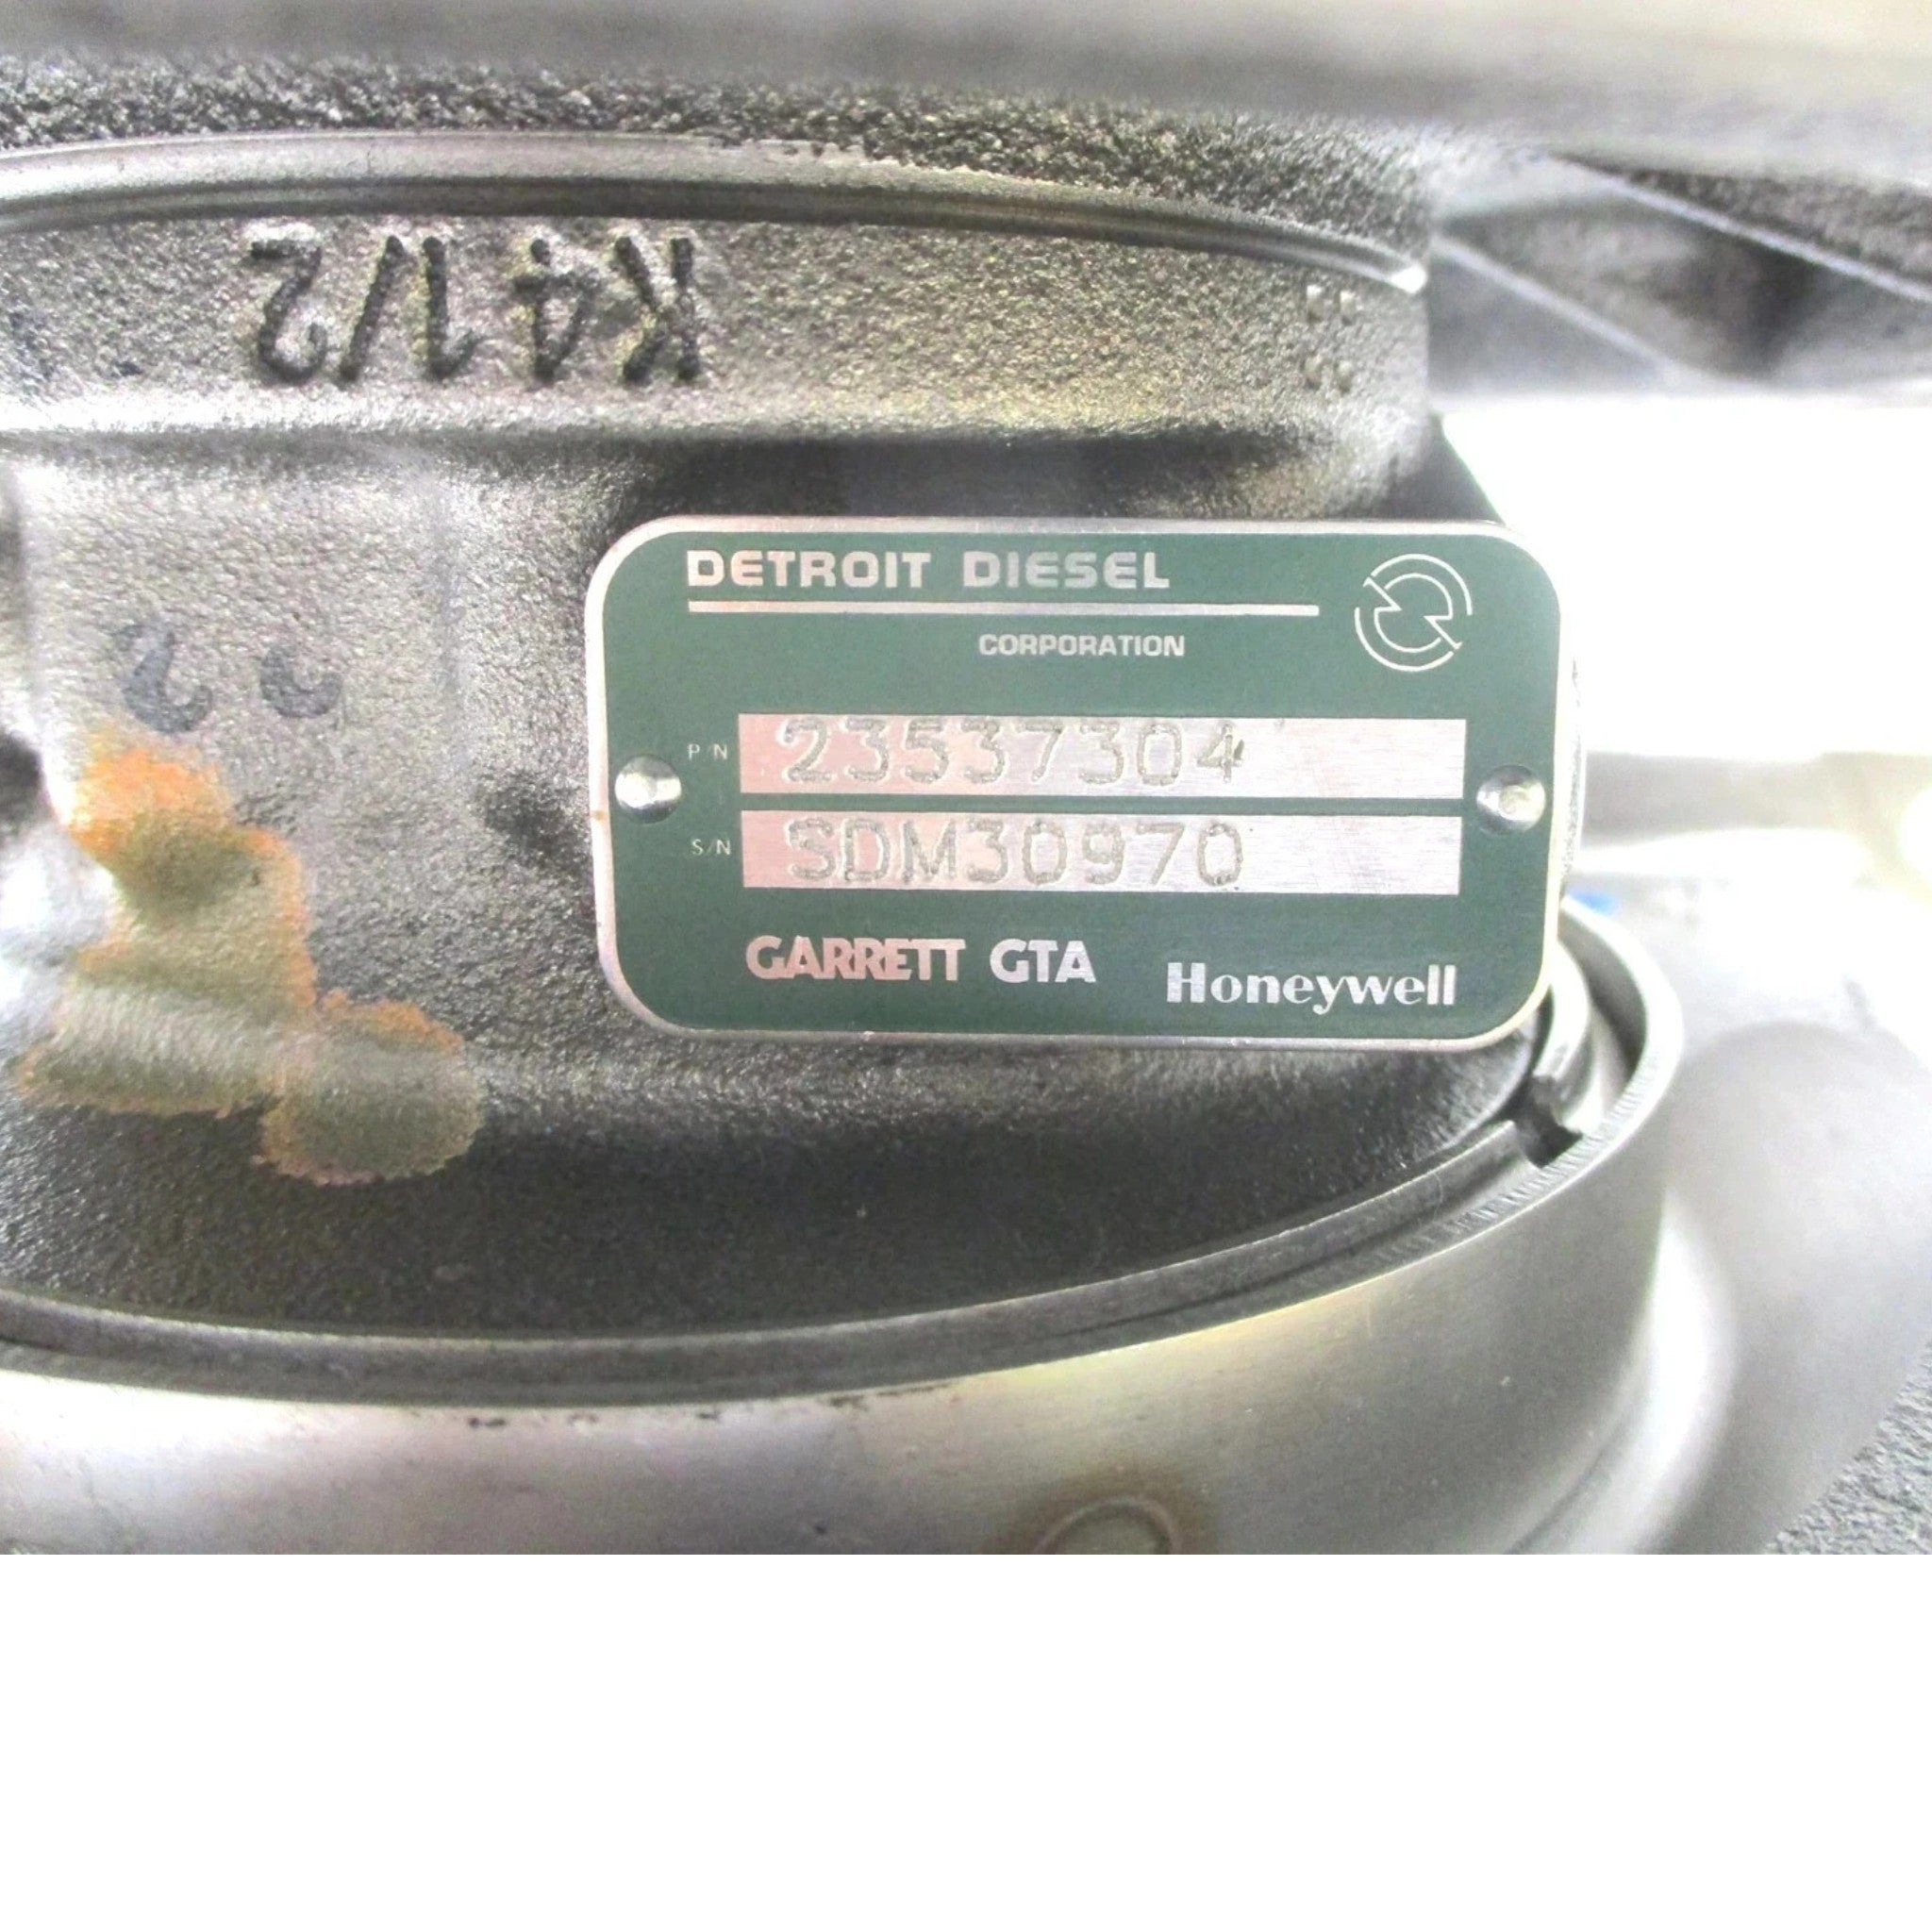 K4 1/2
DETROIT DIESEL
CORPORATION
P/N 23537304
S/N SDM30970
GARRETT GTA Honeywell